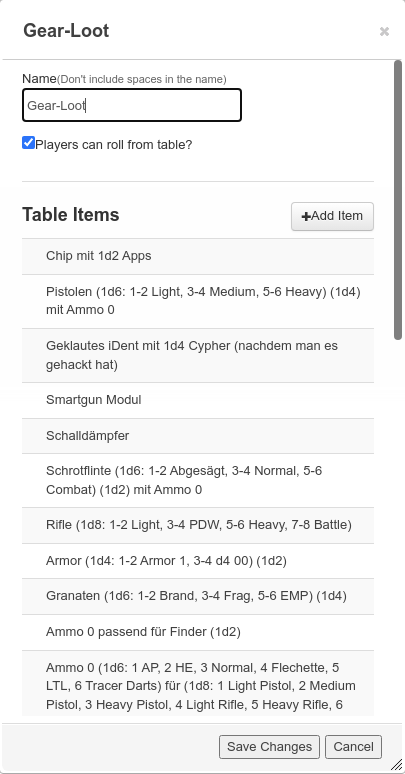 Gear-Loot
Name(Don't include spaces in the name)
Gear-Loot
Players can roll from table?
Table Items
+Add Item
Chip mit 1d2 Apps
Pistolen (1d6: 1-2 Light, 3-4 Medium, 5-6 Heavy) (1d4)
mit Ammo 0
Geklautes iDent mit 1d4 Cypher (nachdem man es
gehackt hat)
Smartgun Modul
Schalldämpfer
Schrotflinte (1d6: 1-2 Abgesägt, 3-4 Normal, 5-6
Combat) (1d2) mit Ammo 0
Rifle (1d8: 1-2 Light, 3-4 PDW, 5-6 Heavy, 7-8 Battle)
Armor (1d4: 1-2 Armor 1, 3-4 d4 00) (1d2)
Granaten (1d6: 1-2 Brand, 3-4 Frag, 5-6 EMP) (1d4)
Ammo 0 passend für Finder (1d2)
Ammo 0 (1d6: 1 AP, 2 HE, 3 Normal, 4 Flechette, 5
LTL, 6 Tracer Darts) für (1d8: 1 Light Pistol, 2 Medium
Pistol, 3 Heavy Pistol, 4 Light Rifle, 5 Heavy Rifle, 6
Save Changes
Cancel